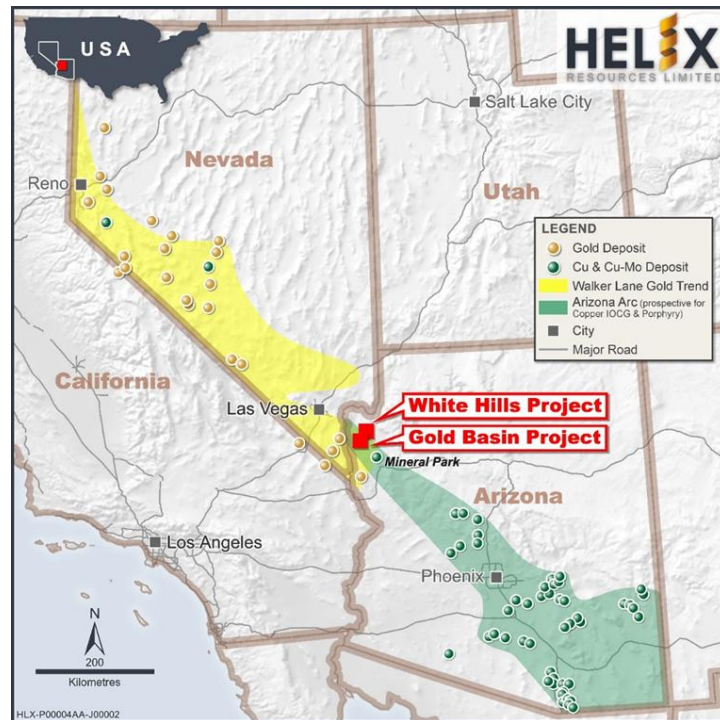 USA
HELIX
RESOURCES LIMITED
Salt Lake City
Nevada
Reno
Utah
LEGEND
Gold Deposit
Cu & Cu-Mo Deposit
Walker Lane Gold Trend
Arizona Arc (prospective for
Copper IOCG & Porphyry)
City
Major Road
California
Las Vegas
White Hills Project
Gold Basin Project
Mineral Park
Arizona
Los Angeles
Phoenix
N
200
Kilometres
HLX-P00004AA-J00002